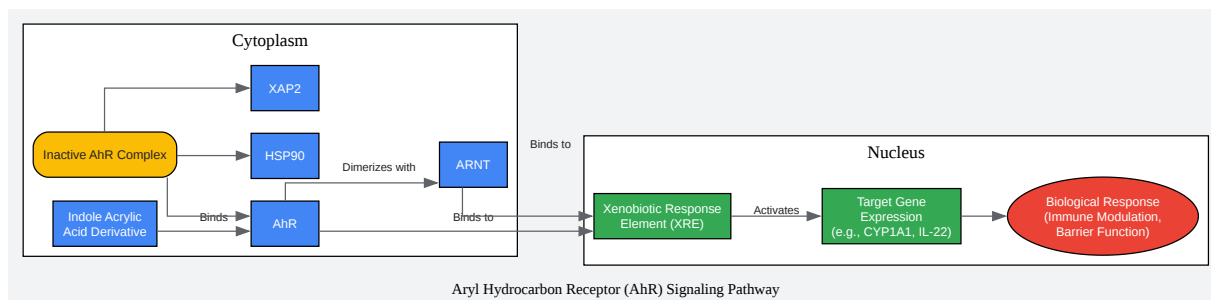 Cytoplasm
XAP2
Inactive AhR Complex
HSP90
Dimerizes with
ARNT
Indole Acrylic
Acid Derivative
Binds
AhR
Binds to
Binds to
Nucleus
Xenobiotic Response
Element (XRE)
Activates
Target Gene
Expression
(e.g., CYP1A1, IL-22)
Biological Response
(Immune Modulation,
Barrier Function)
Aryl Hydrocarbon Receptor (AhR) Signaling Pathway